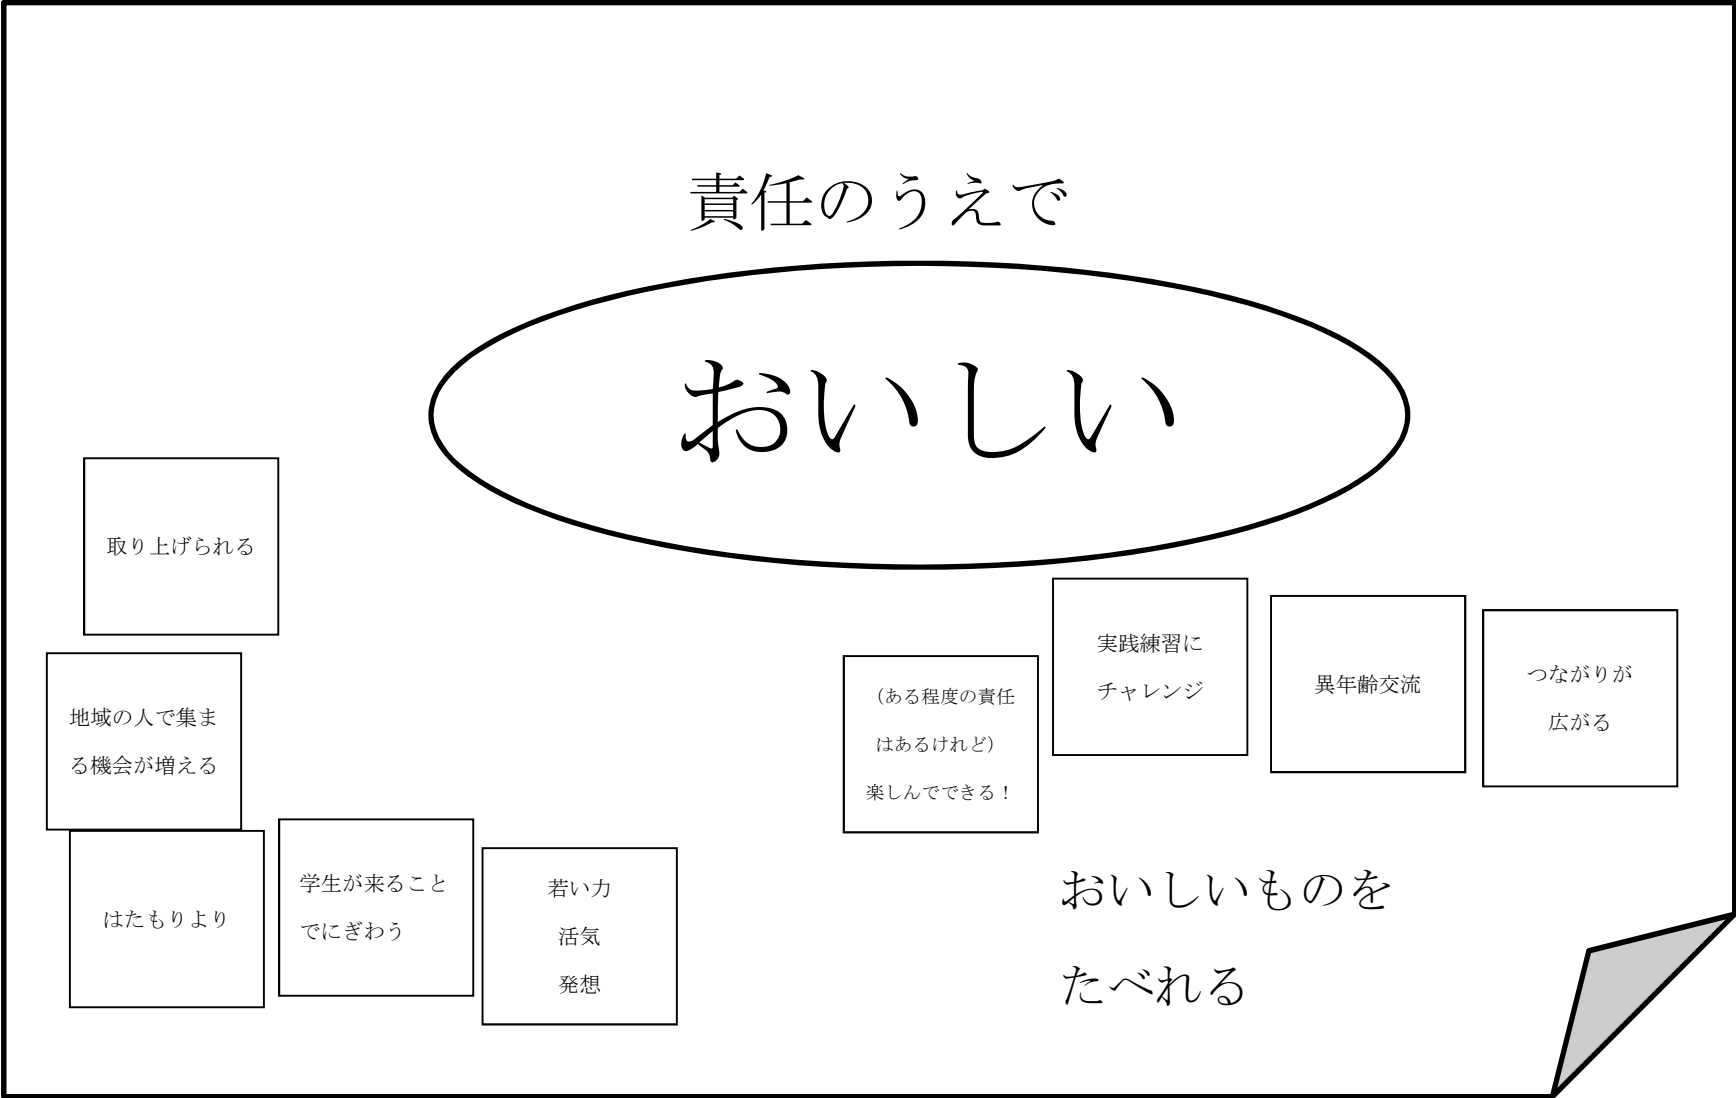 責任のうえで
おいしい
取り上げられる
地域の人で集ま
る機会が増える
はたもりより
学生が来ること
でにぎわう
若い力
活気
発想
（ある程度の責任
はあるけれど）
楽しんでできる！
実践練習に
チャレンジ
異年齢交流
つながりが
広がる
おいしいものを
たべれる